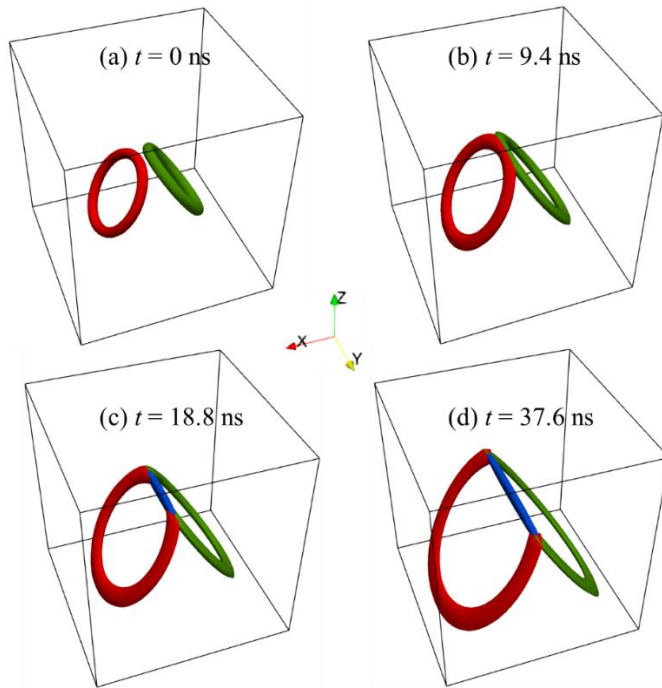 (a) t = 0 ns
(b) t = 9.4 ns
Z
X
Y
(c) t = 18.8 ns
(d) t = 37.6 ns